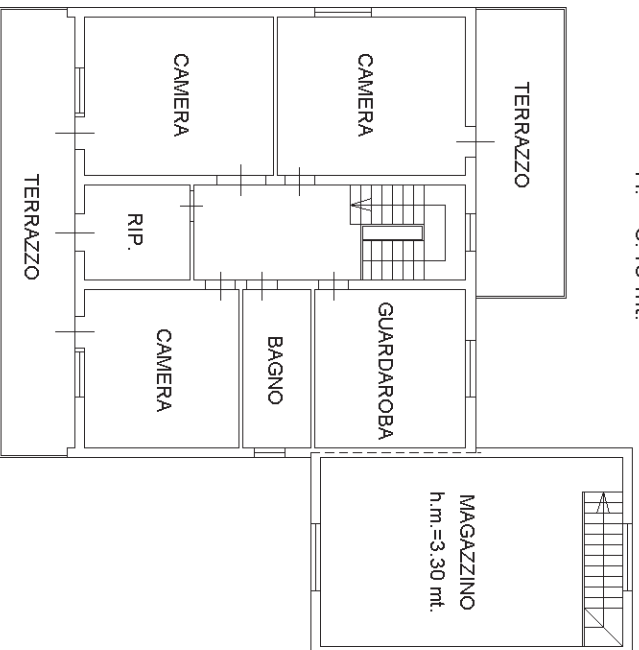 TERRAZZO
CAMERA
CAMERA
TERRAZZO
RIP.
CAMERA
BAGNO
GUARDAROBA
MAGAZZINO
h.m.=3.30 mt.